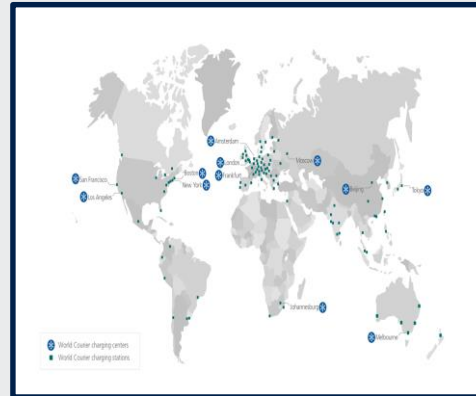 Amsterdam
London
Frankfurt
Moscow
Boston
New York
San Francisco
Los Angeles
Beijing
Tokyo
Johannesburg
Melbourne
World Courier charging centers
World Courier charging stations